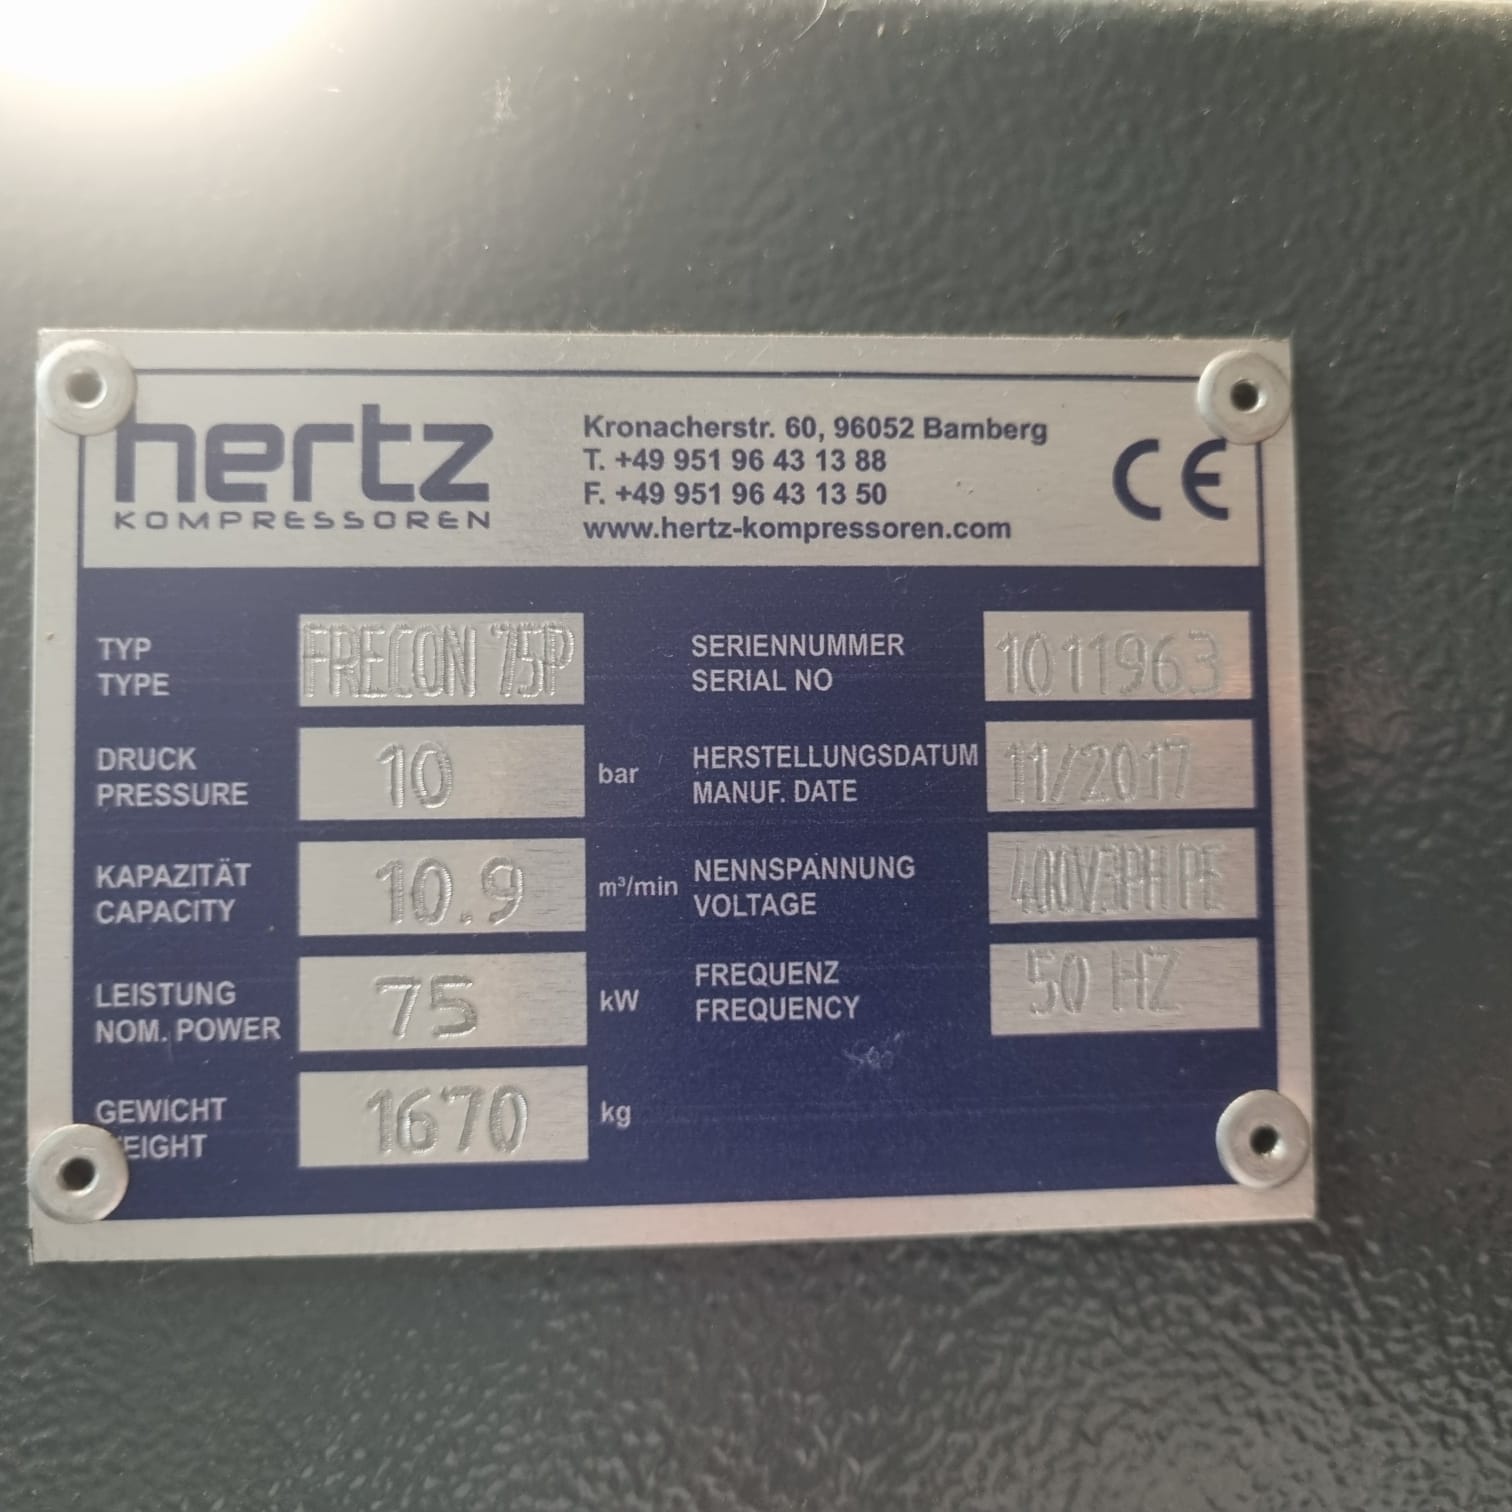 hertz
KOMPRESSOREN
Kronacherstr. 60, 96052 Bamberg
T. +49 951 96 43 13 88
F. +49 951 96 43 13 50
www.hertz-kompressoren.com
CE
TYP
TYPE
FRECON 75P
SERIENNUMMER
SERIAL NO
1011963
DRUCK
PRESSURE
10
bar
HERSTELLUNGSDATUM
MANUF. DATE
11/2017
KAPAZITÄT
CAPACITY
10.9
m³/min
NENNSPANNUNG
VOLTAGE
400V3PH PE
LEISTUNG
NOM. POWER
75
kW
FREQUENZ
FREQUENCY
50 HZ
GEWICHT
EIGHT
1670
kg